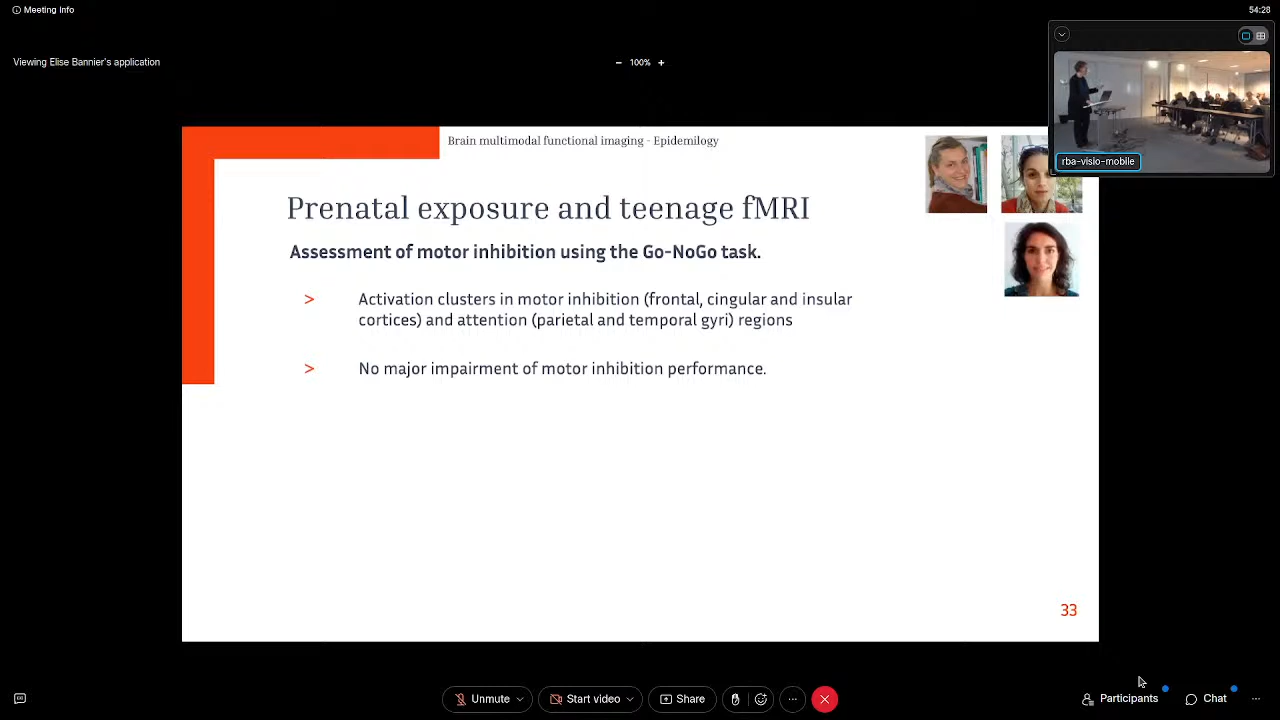 Meeting Info
54:28
Viewing Elise Bannier's application
− 100% +
rba-visio-mobile
Brain multimodal functional imaging - Epidemilogy
Prenatal exposure and teenage fMRI
Assessment of motor inhibition using the Go-NoGo task.
> Activation clusters in motor inhibition (frontal, cingular and insular
cortices) and attention (parietal and temporal gyri) regions
> No major impairment of motor inhibition performance.
33
Unmute
Start video
Share
Participants
Chat